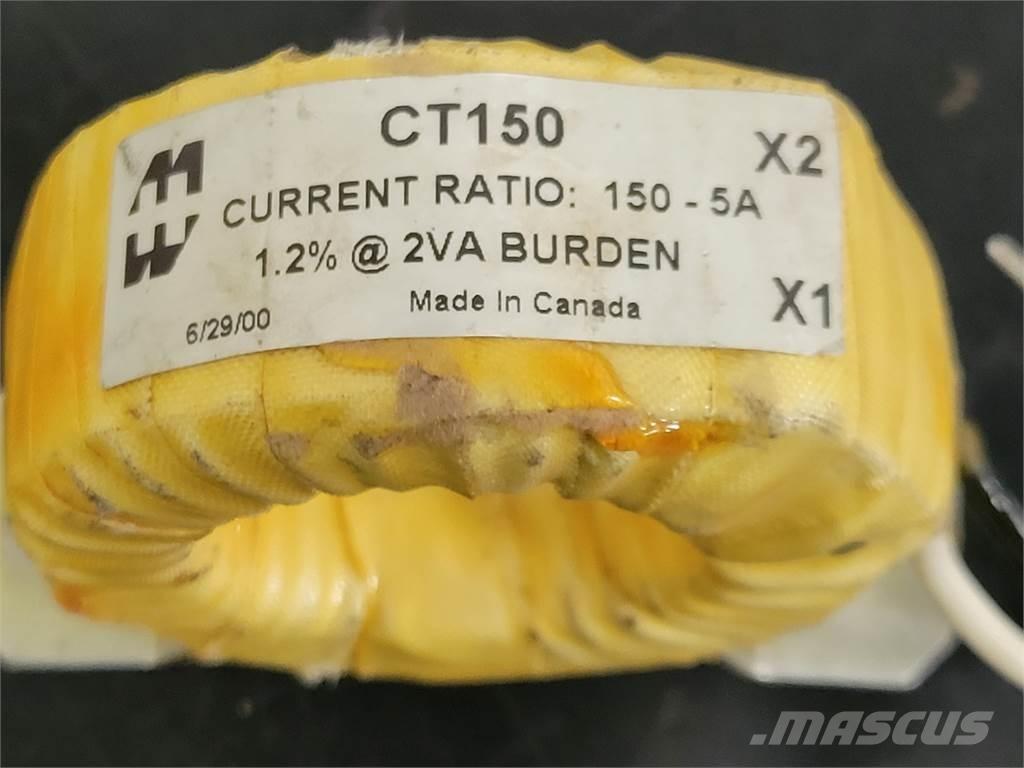 CT150
X2
CURRENT RATIO: 150 - 5A
1.2% @ 2VA BURDEN
X1
Made In Canada
6/29/00
.MASCUS